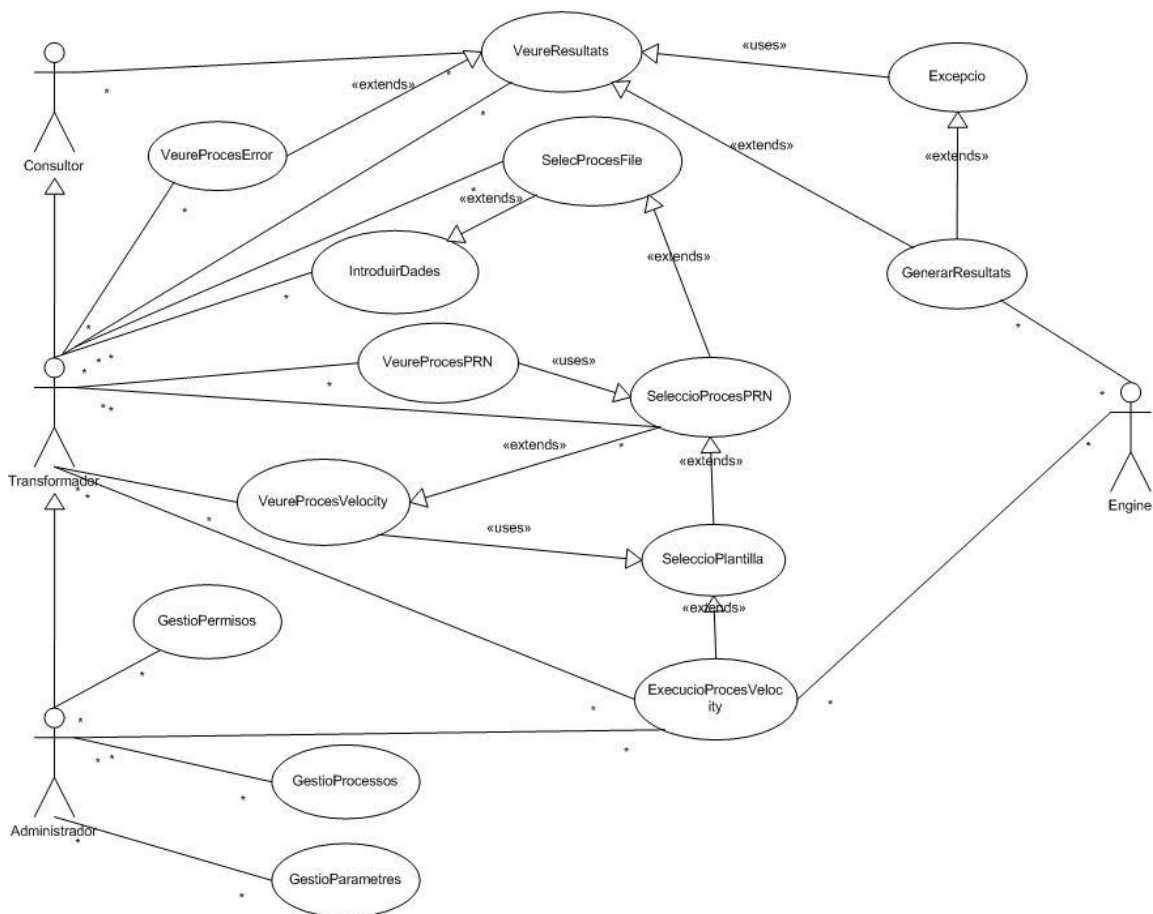 VeureResultats
«uses»
Excepcio
«extends»
*
*
VeureProcesError
SelecProcesFile
«extends»
«extends»
Consultor
*
*
*
«extends»
IntroduirDades
«extends»
GenerarResultats
*
*
*
* *
VeureProcesPRN
«uses»
*
*
*
SeleccioProcesPRN
* *
«extends»
*
*
«extends»
Transformador
* *
VeureProcesVelocity
*
«uses»
SeleccioPlantilla
Engine
«extends»
GestioPermisos
*
ExecucioProcesVeloc
ity
*
*
*
* *
*
GestioProcessos
*
Administrador
*
GestioParametres
*